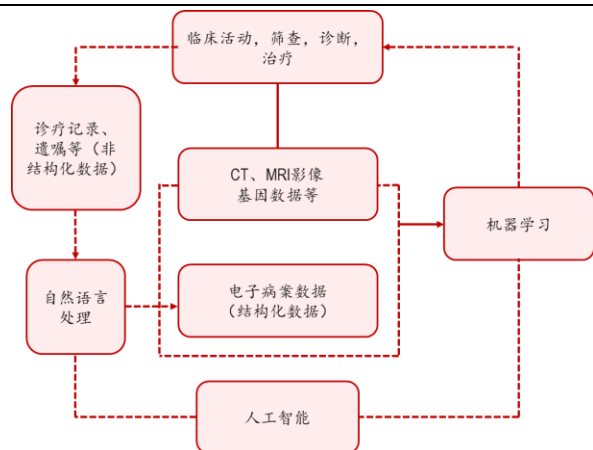 临床活动，筛查，诊断，
治疗
诊疗记录、
遗嘱等（非
结构化数据）
CT、MRI影像
基因数据等
机器学习
自然语言
处理
电子病案数据
（结构化数据）
人工智能